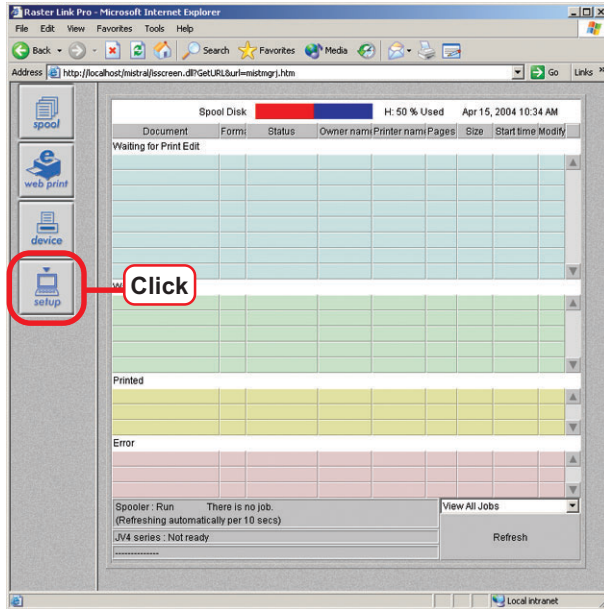 Raster Link Pro - Microsoft Internet Explorer
File Edit View Favorites Tools Help
Back Search Favorites Media
Address http://localhost/mistral/isscreen.dll?GetURL&url=mistmgrj.htm Go Links »
spool
web print
device
setup
Click
Spool Disk H: 50 % Used Apr 15, 2004 10:34 AM
Document Form Status Owner nam Printer nam Pages Size Start time Modify
Waiting for Print Edit
W
Printed
Error
Spooler : Run There is no job.
(Refreshing automatically per 10 secs)
View All Jobs
JV4 series : Not ready
Refresh
--------------
Local intranet